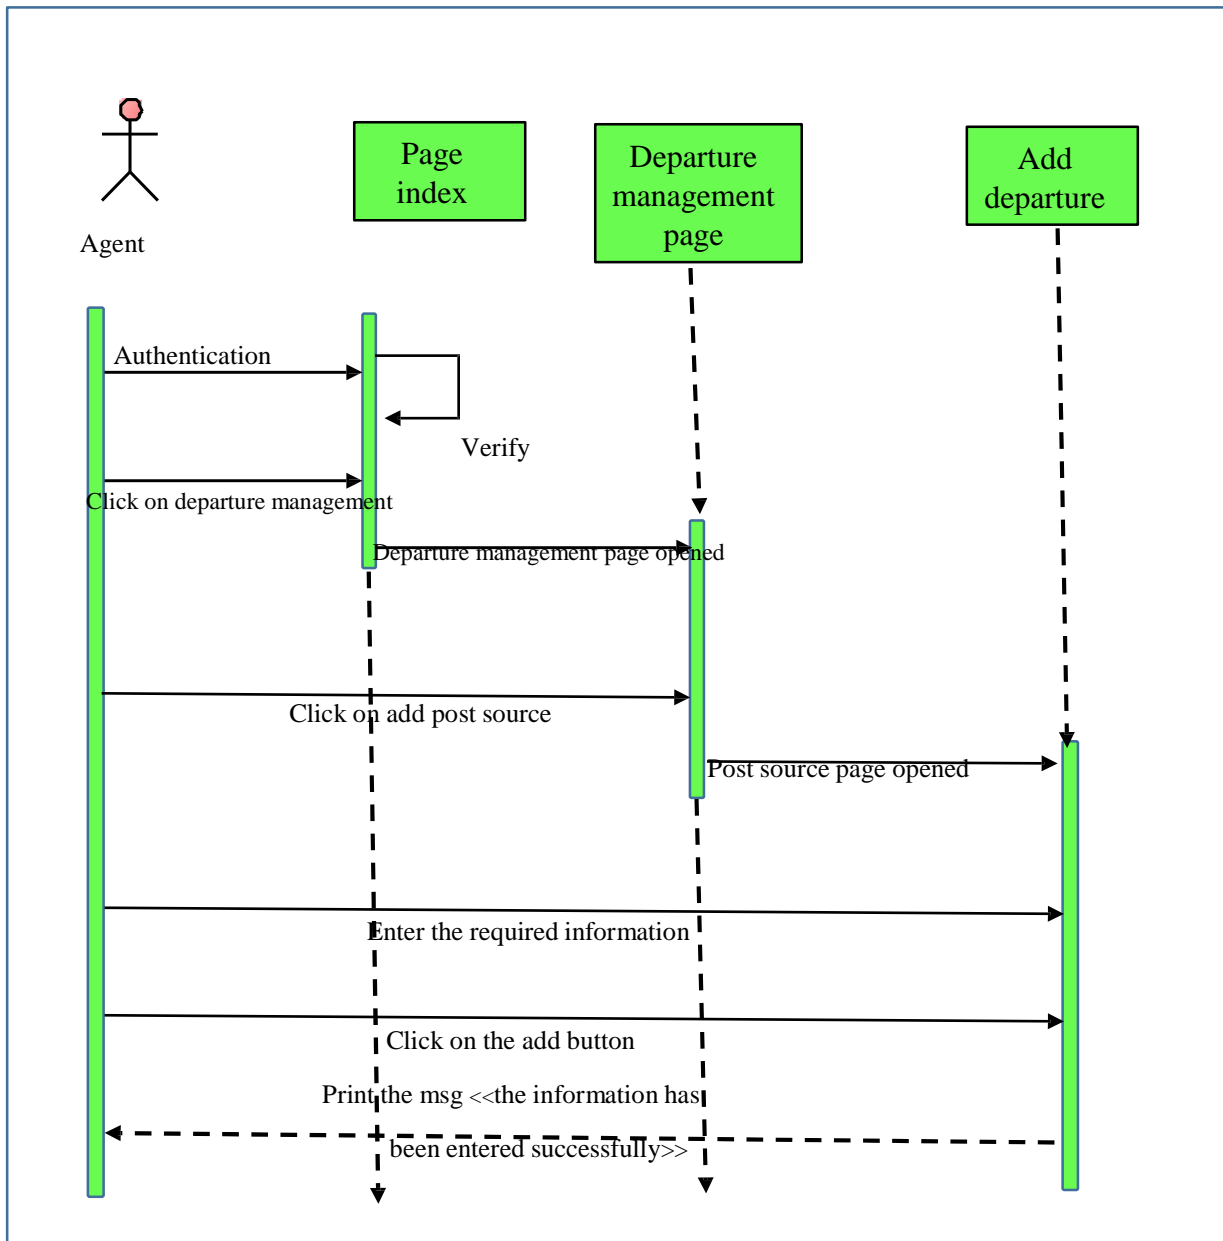 Page
index
Departure
management
page
Add
departure
Agent
Authentication
Verify
Click on departure management
Departure management page opened
Click on add post source
Post source page opened
Enter the required information
Click on the add button
Print the msg <<the information has
been entered successfully>>